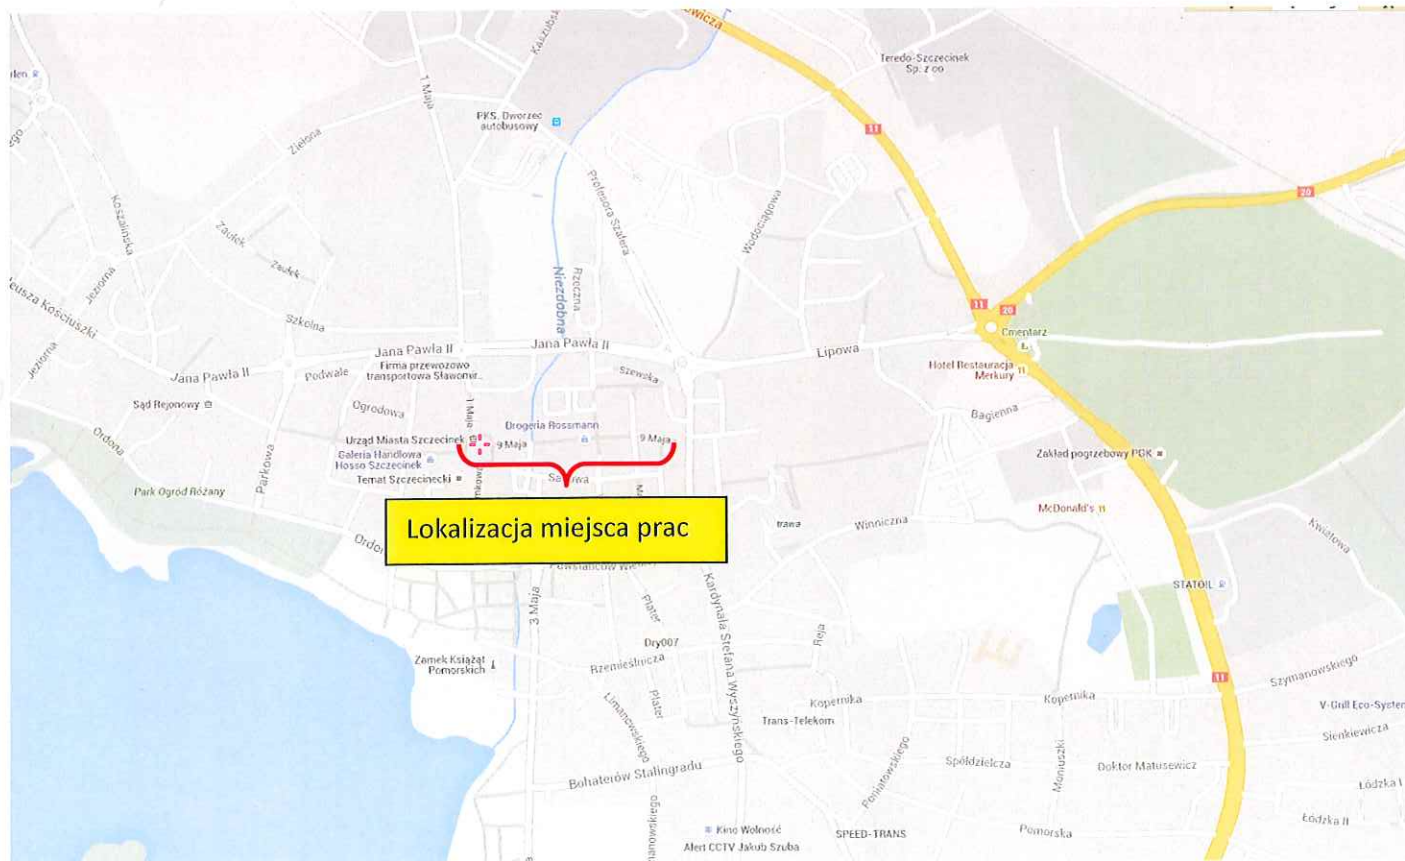 Kaszubska
Teredo-Szczecinek
Sp. z oo
1 Maja
PKS. Dworzec
autobusowy
11
Zielona
20
Profesora Szafera
Wodociągowa
Koszalińska
Zaułek
Zaułek
Jeziorna
Niezdobna
Rzeczna
11
20
Szkolna
Cmentarz
Jana Pawła II
Jana Pawła II
Lipowa
Jeziorna
Firma przewozowo
transportowa Sławomir...
Hotel Restauracja
Merkury
Jana Pawła II
Podwale
Szewska
Sąd Rejonowy
Ogrodowa
1 Maja
Bagienna
Drogeria Rossmann
Ordona
Urząd Miasta Szczecinek
9 Maja
9 Maja
Galeria Handlowa
Hosso Szczecinek
Zakład pogrzebowy PGK
Parkowa
Temat Szczecinecki
Park Ogród Różany
McDonald's
Lokalizacja miejsca prac
Winniczna
Kwiatowa
STATOIL
3 Maja
Plater
Kardynała Stefana Wyszyńskiego
Dry007
Reja
Zamek Książąt
Pomorskich
Rzemieślnicza
Szymanowskiego
11
Limanowskiego
Plater
Kopernika
Kopernika
V-Grill Eco-System
Trans-Telekom
Sienkiewicza
Poniatowskiego
Spółdzielcza
Moniuszki
Doktor Matusewicz
Bohaterów Stalingradu
Łódzka I
Łódzka II
Kino Wolność
SPEED-TRANS
Pomorska
Alert CCTV Jakub Szuba